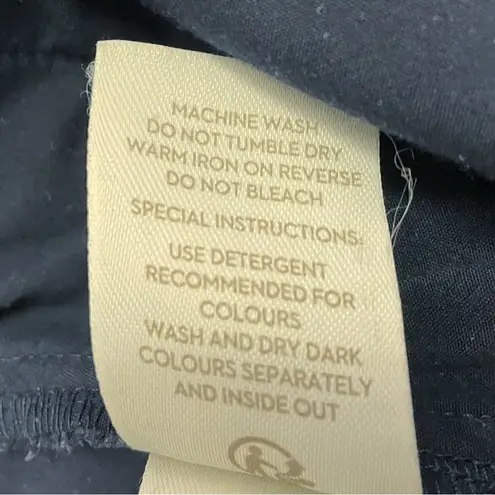 MACHINE WASH
DO NOT TUMBLE DRY
WARM IRON ON REVERSE
DO NOT BLEACH
SPECIAL INSTRUCTIONS:
USE DETERGENT
RECOMMENDED FOR
COLOURS
WASH AND DRY DARK
COLOURS SEPARATELY
AND INSIDE OUT